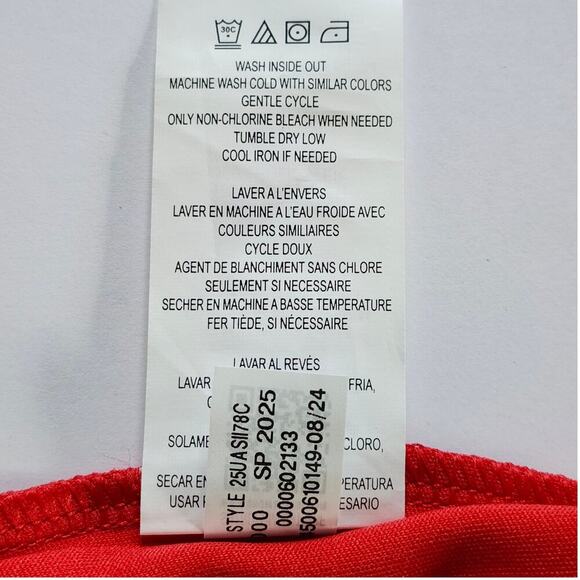 30C
WASH INSIDE OUT
MACHINE WASH COLD WITH SIMILAR COLORS
GENTLE CYCLE
ONLY NON-CHLORINE BLEACH WHEN NEEDED
TUMBLE DRY LOW
COOL IRON IF NEEDED
LAVER A L'ENVERS
LAVER EN MACHINE A L'EAU FROIDE AVEC
COULEURS SIMILIAIRES
CYCLE DOUX
AGENT DE BLANCHIMENT SANS CHLORE
SEULEMENT SI NÉCESSAIRE
SECHER EN MACHINE A BASSE TEMPERATURE
FER TIÈDE, SI NÉCESSAIRE
LAVAR AL REVÉS
LAVAR FRIA,
SOLAME CLORO,
SECAR EN PERATURA
USAR ESARIO
STYLE 25UASII78C
000 SP 2025
0000602133
4500610149-08/24